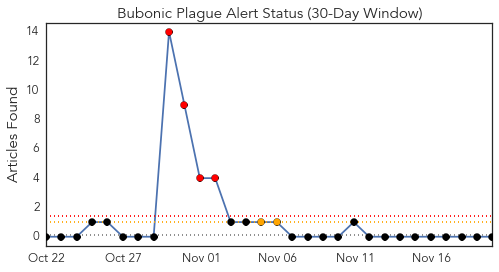 Bubonic Plague Alert Status (30-Day Window)
Articles Found
14
12
10
8
6
4
2
0
Oct 22 Oct 27 Nov 01 Nov 06 Nov 11 Nov 16